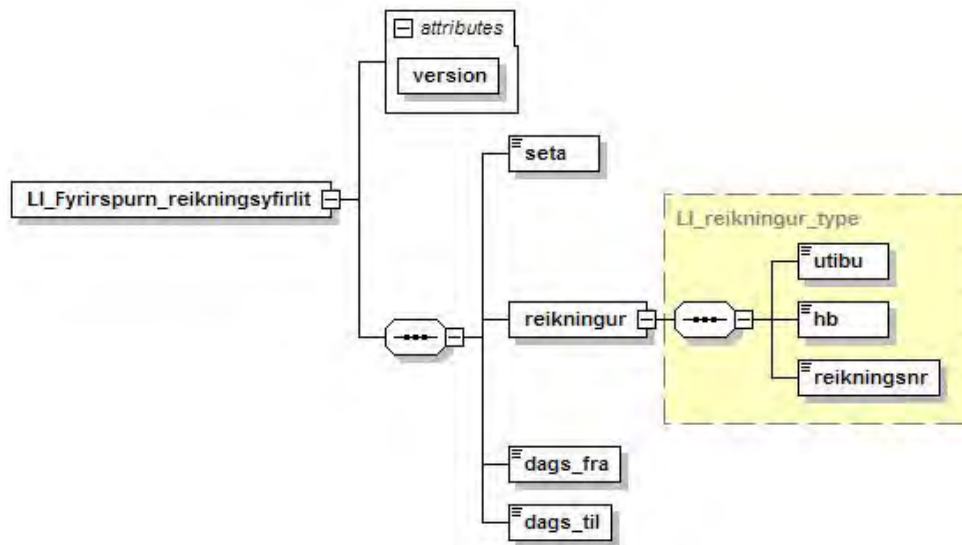 attributes
version
seta
LI_Fyrirspurn_reikningsyfirlit
LI_reikningur_type
utibu
reikningur
hb
reikningsnr
dags_fra
dags_til